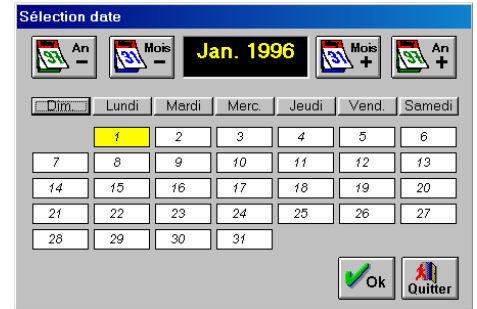 Sélection date
An - Mois - Jan. 1996 Mois + An +
Dim. Lundi Mardi Merc. Jeudi Vend. Samedi
1 2 3 4 5 6
7 8 9 10 11 12 13
14 15 16 17 18 19 20
21 22 23 24 25 26 27
28 29 30 31
Ok Quitter